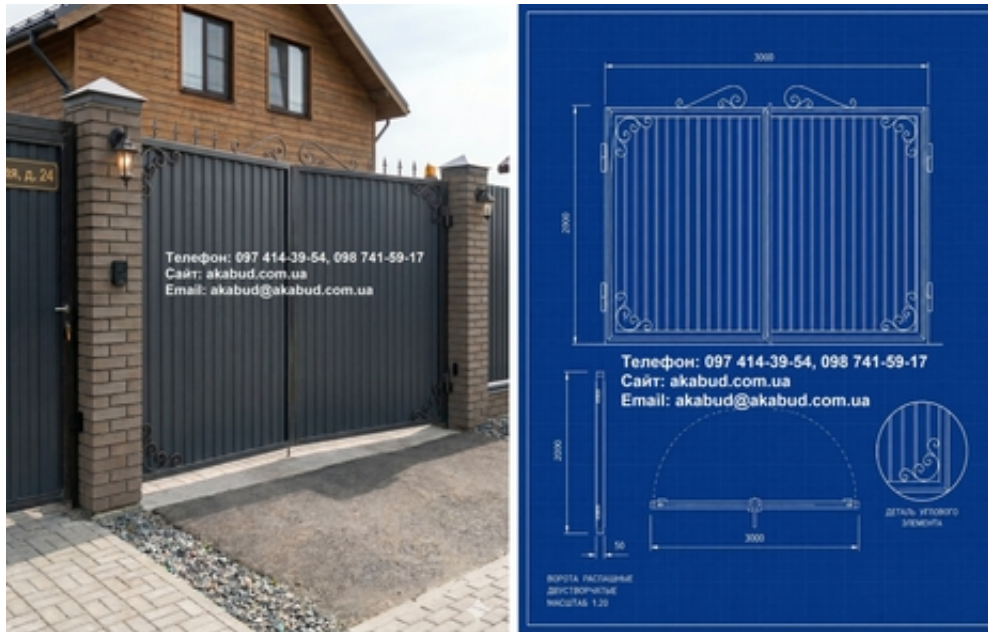 ая, д. 24
Телефон: 097 414-39-54, 098 741-59-17
Сайт: akabud.com.ua
Email: akabud@akabud.com.ua
3000
2000
Телефон: 097 414-39-54, 098 741-59-17
Сайт: akabud.com.ua
Email: akabud@akabud.com.ua
2000
50
3000
ДЕТАЛЬ УГЛОВОГО
ЭЛЕМЕНТА
ВОРОТА РАСПАШНЫЕ
ДВУСТВОРЧАТЫЕ
МАСШТАБ 1:20